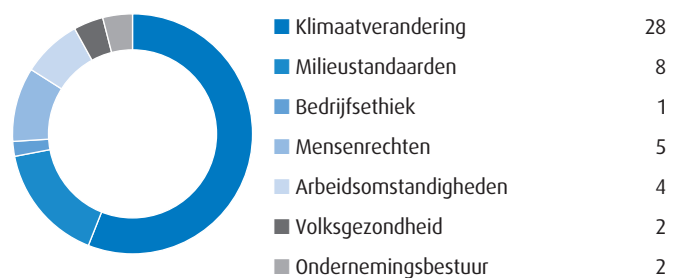 Klimaatverandering 28
Milieustandaarden 8
Bedrijfsethiek 1
Mensenrechten 5
Arbeidsomstandigheden 4
Volksgezondheid 2
Ondernemingsbestuur 2